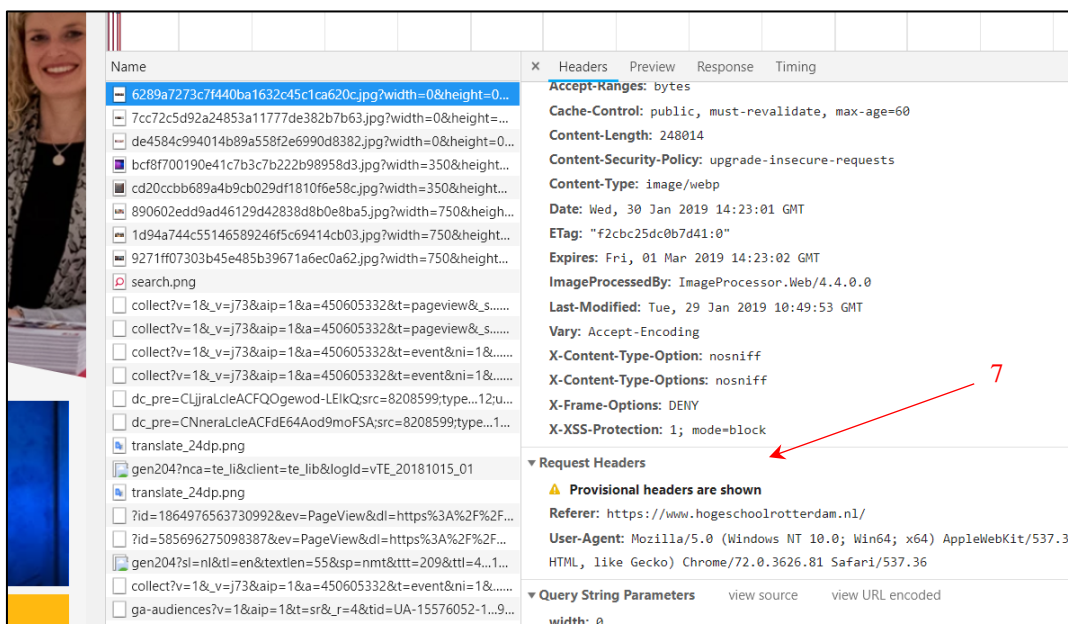 Name
6289a7273c7f440ba1632c45c1ca620c.jpg?width=0&height=0...
7cc72c5d92a24853a11777de382b7b63.jpg?width=0&height=...
de4584c994014b89a558f2e6990d8382.jpg?width=0&height=0...
bcf8f700190e41c7b3c7b222b98958d3.jpg?width=350&height...
cd20ccbb689a4b9cb029df1810f6e58c.jpg?width=350&height...
890602edd9ad46129d42838d8b0e8ba5.jpg?width=750&heigh...
1d94a744c55146589246f5c69414cb03.jpg?width=750&height...
9271ff07303b45e485b39671a6ec0a62.jpg?width=750&height...
search.png
collect?v=1&_v=j73&aip=1&a=450605332&t=pageview&_s......
collect?v=1&_v=j73&aip=1&a=450605332&t=pageview&_s......
collect?v=1&_v=j73&aip=1&a=450605332&t=event&ni=1&......
collect?v=1&_v=j73&aip=1&a=450605332&t=event&ni=1&......
dc_pre=CLjjraLcleACFQOgewod-LEIkQ;src=8208599;type...12;u...
dc_pre=CNneraLcleACFdE64Aod9moFSA;src=8208599;type...1...
translate_24dp.png
gen204?nca=te_li&client=te_lib&logId=vTE_20181015_01
translate_24dp.png
?id=1864976563730992&ev=PageView&dl=https%3A%2F%2F...
?id=585696275098387&ev=PageView&dl=https%3A%2F%2F...
gen204?sl=nl&tl=en&textlen=55&sp=nmt&ttt=209&ttl=4...1...
collect?v=1&_v=j73&aip=1&a=450605332&t=event&ni=1&......
ga-audiences?v=1&aip=1&t=sr&_r=4&tid=UA-15576052-1...9...
× Headers Preview Response Timing
Accept-Ranges: bytes
Cache-Control: public, must-revalidate, max-age=60
Content-Length: 248014
Content-Security-Policy: upgrade-insecure-requests
Content-Type: image/webp
Date: Wed, 30 Jan 2019 14:23:01 GMT
ETag: "f2cbc25dc0b7d41:0"
Expires: Fri, 01 Mar 2019 14:23:02 GMT
ImageProcessedBy: ImageProcessor.Web/4.4.0.0
Last-Modified: Tue, 29 Jan 2019 10:49:53 GMT
Vary: Accept-Encoding
X-Content-Type-Option: nosniff
X-Content-Type-Options: nosniff
7
X-Frame-Options: DENY
X-XSS-Protection: 1; mode=block
Request Headers
Provisional headers are shown
Referer: https://www.hogeschoolrotterdam.nl/
User-Agent: Mozilla/5.0 (Windows NT 10.0; Win64; x64) AppleWebKit/537.3
HTML, like Gecko) Chrome/72.0.3626.81 Safari/537.36
Query String Parameters view source view URL encoded
width: 0